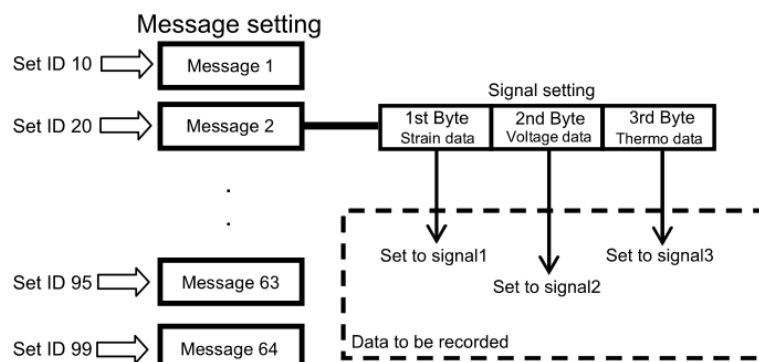 Message setting
Set ID 10
Message 1
Signal setting
Set ID 20
Message 2
1st Byte
Strain data
2nd Byte
Voltage data
3rd Byte
Thermo data
.
.
Set to signal1
Set to signal3
Set ID 95
Message 63
Set to signal2
Set ID 99
Message 64
Data to be recorded